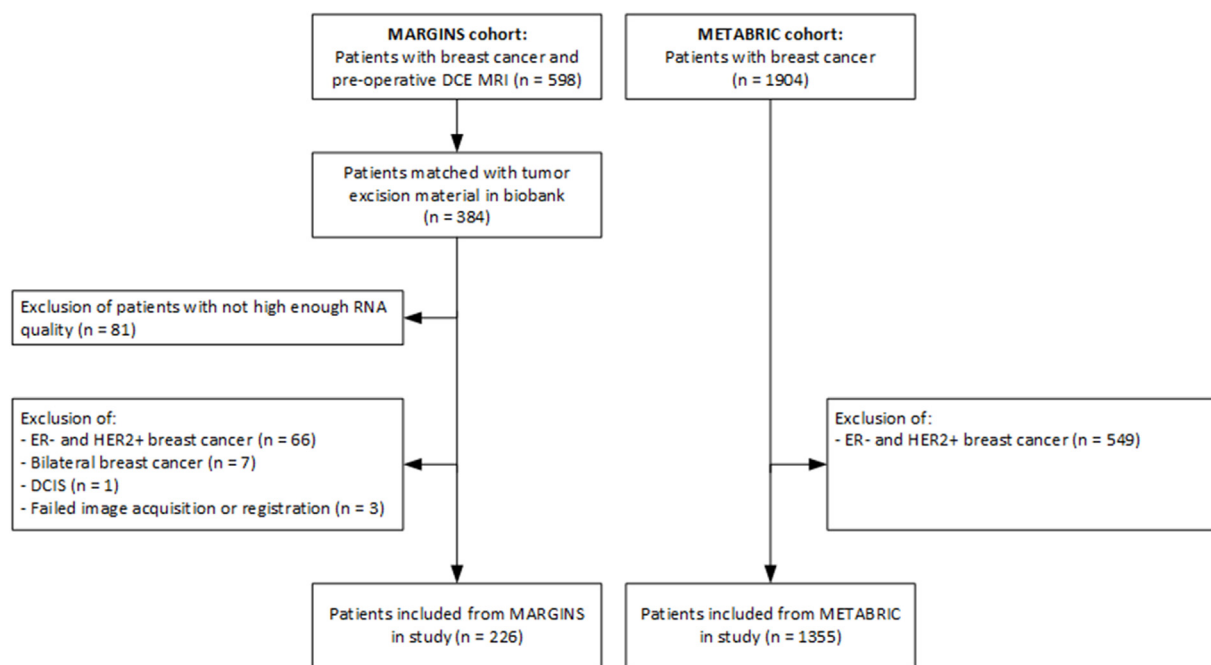 MARGINS cohort:
Patients with breast cancer and
pre-operative DCE MRI (n = 598)
METABRIC cohort:
Patients with breast cancer
(n = 1904)
Patients matched with tumor
excision material in biobank
(n = 384)
Exclusion of patients with not high enough RNA
quality (n = 81)
Exclusion of:
- ER- and HER2+ breast cancer (n = 66)
- Bilateral breast cancer (n = 7)
- DCIS (n = 1)
- Failed image acquisition or registration (n = 3)
Exclusion of:
- ER- and HER2+ breast cancer (n = 549)
Patients included from MARGINS
in study (n = 226)
Patients included from METABRIC
in study (n = 1355)